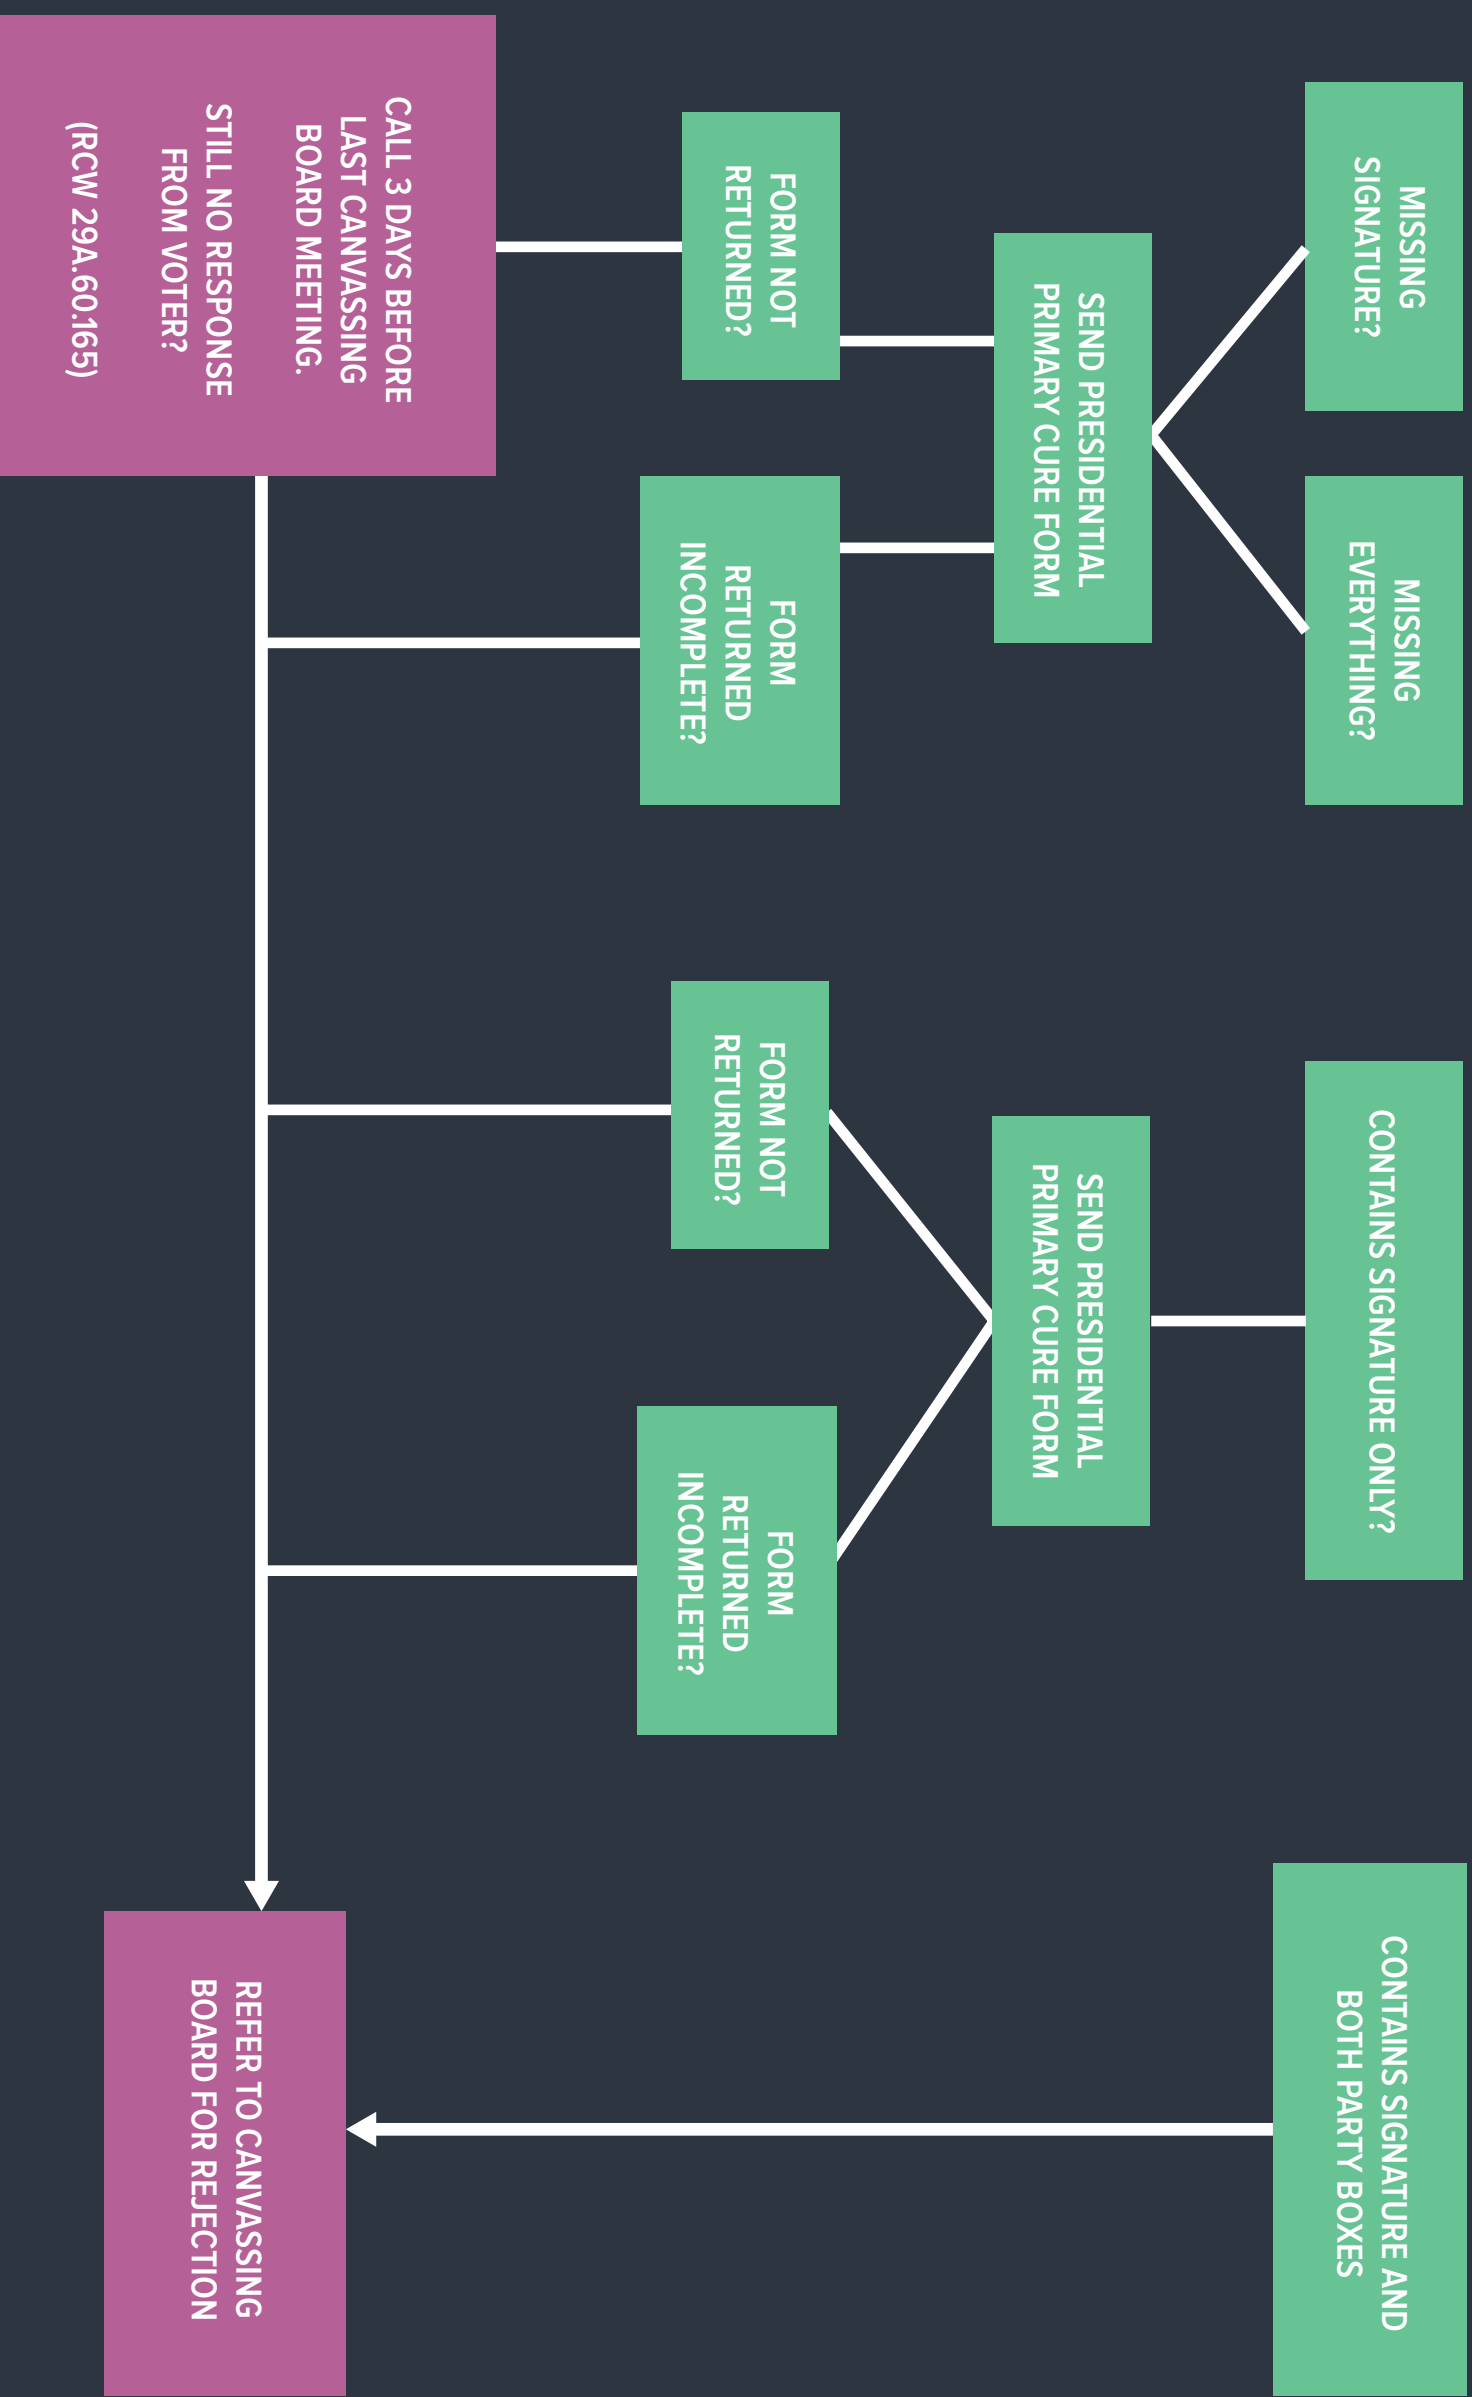 MISSING
SIGNATURE?
MISSING
EVERYTHING?
CONTAINS SIGNATURE ONLY?
CONTAINS SIGNATURE AND
BOTH PARTY BOXES
SEND PRESIDENTIAL
PRIMARY CURE FORM
SEND PRESIDENTIAL
PRIMARY CURE FORM
FORM NOT
RETURNED?
FORM
RETURNED
INCOMPLETE?
FORM NOT
RETURNED?
FORM
RETURNED
INCOMPLETE?
CALL 3 DAYS BEFORE
LAST CANVASSING
BOARD MEETING.
STILL NO RESPONSE
FROM VOTER?
(RCW 29A.60.165)
REFER TO CANVASSING
BOARD FOR REJECTION